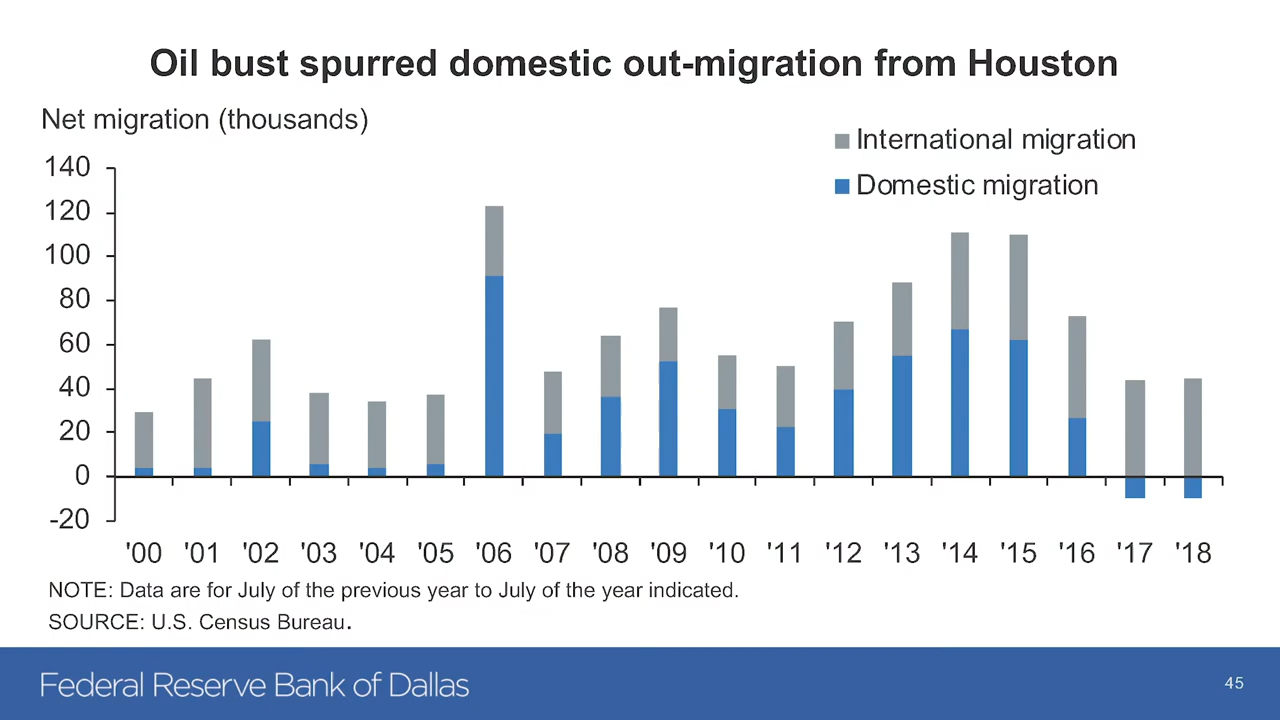 Oil bust spurred domestic out-migration from Houston
Net migration (thousands)
International migration
Domestic migration
140
120
100
80
60
40
20
0
-20
'00 '01 '02 '03 '04 '05 '06 '07 '08 '09 '10 '11 '12 '13 '14 '15 '16 '17 '18
NOTE: Data are for July of the previous year to July of the year indicated.
SOURCE: U.S. Census Bureau.
Federal Reserve Bank of Dallas
45